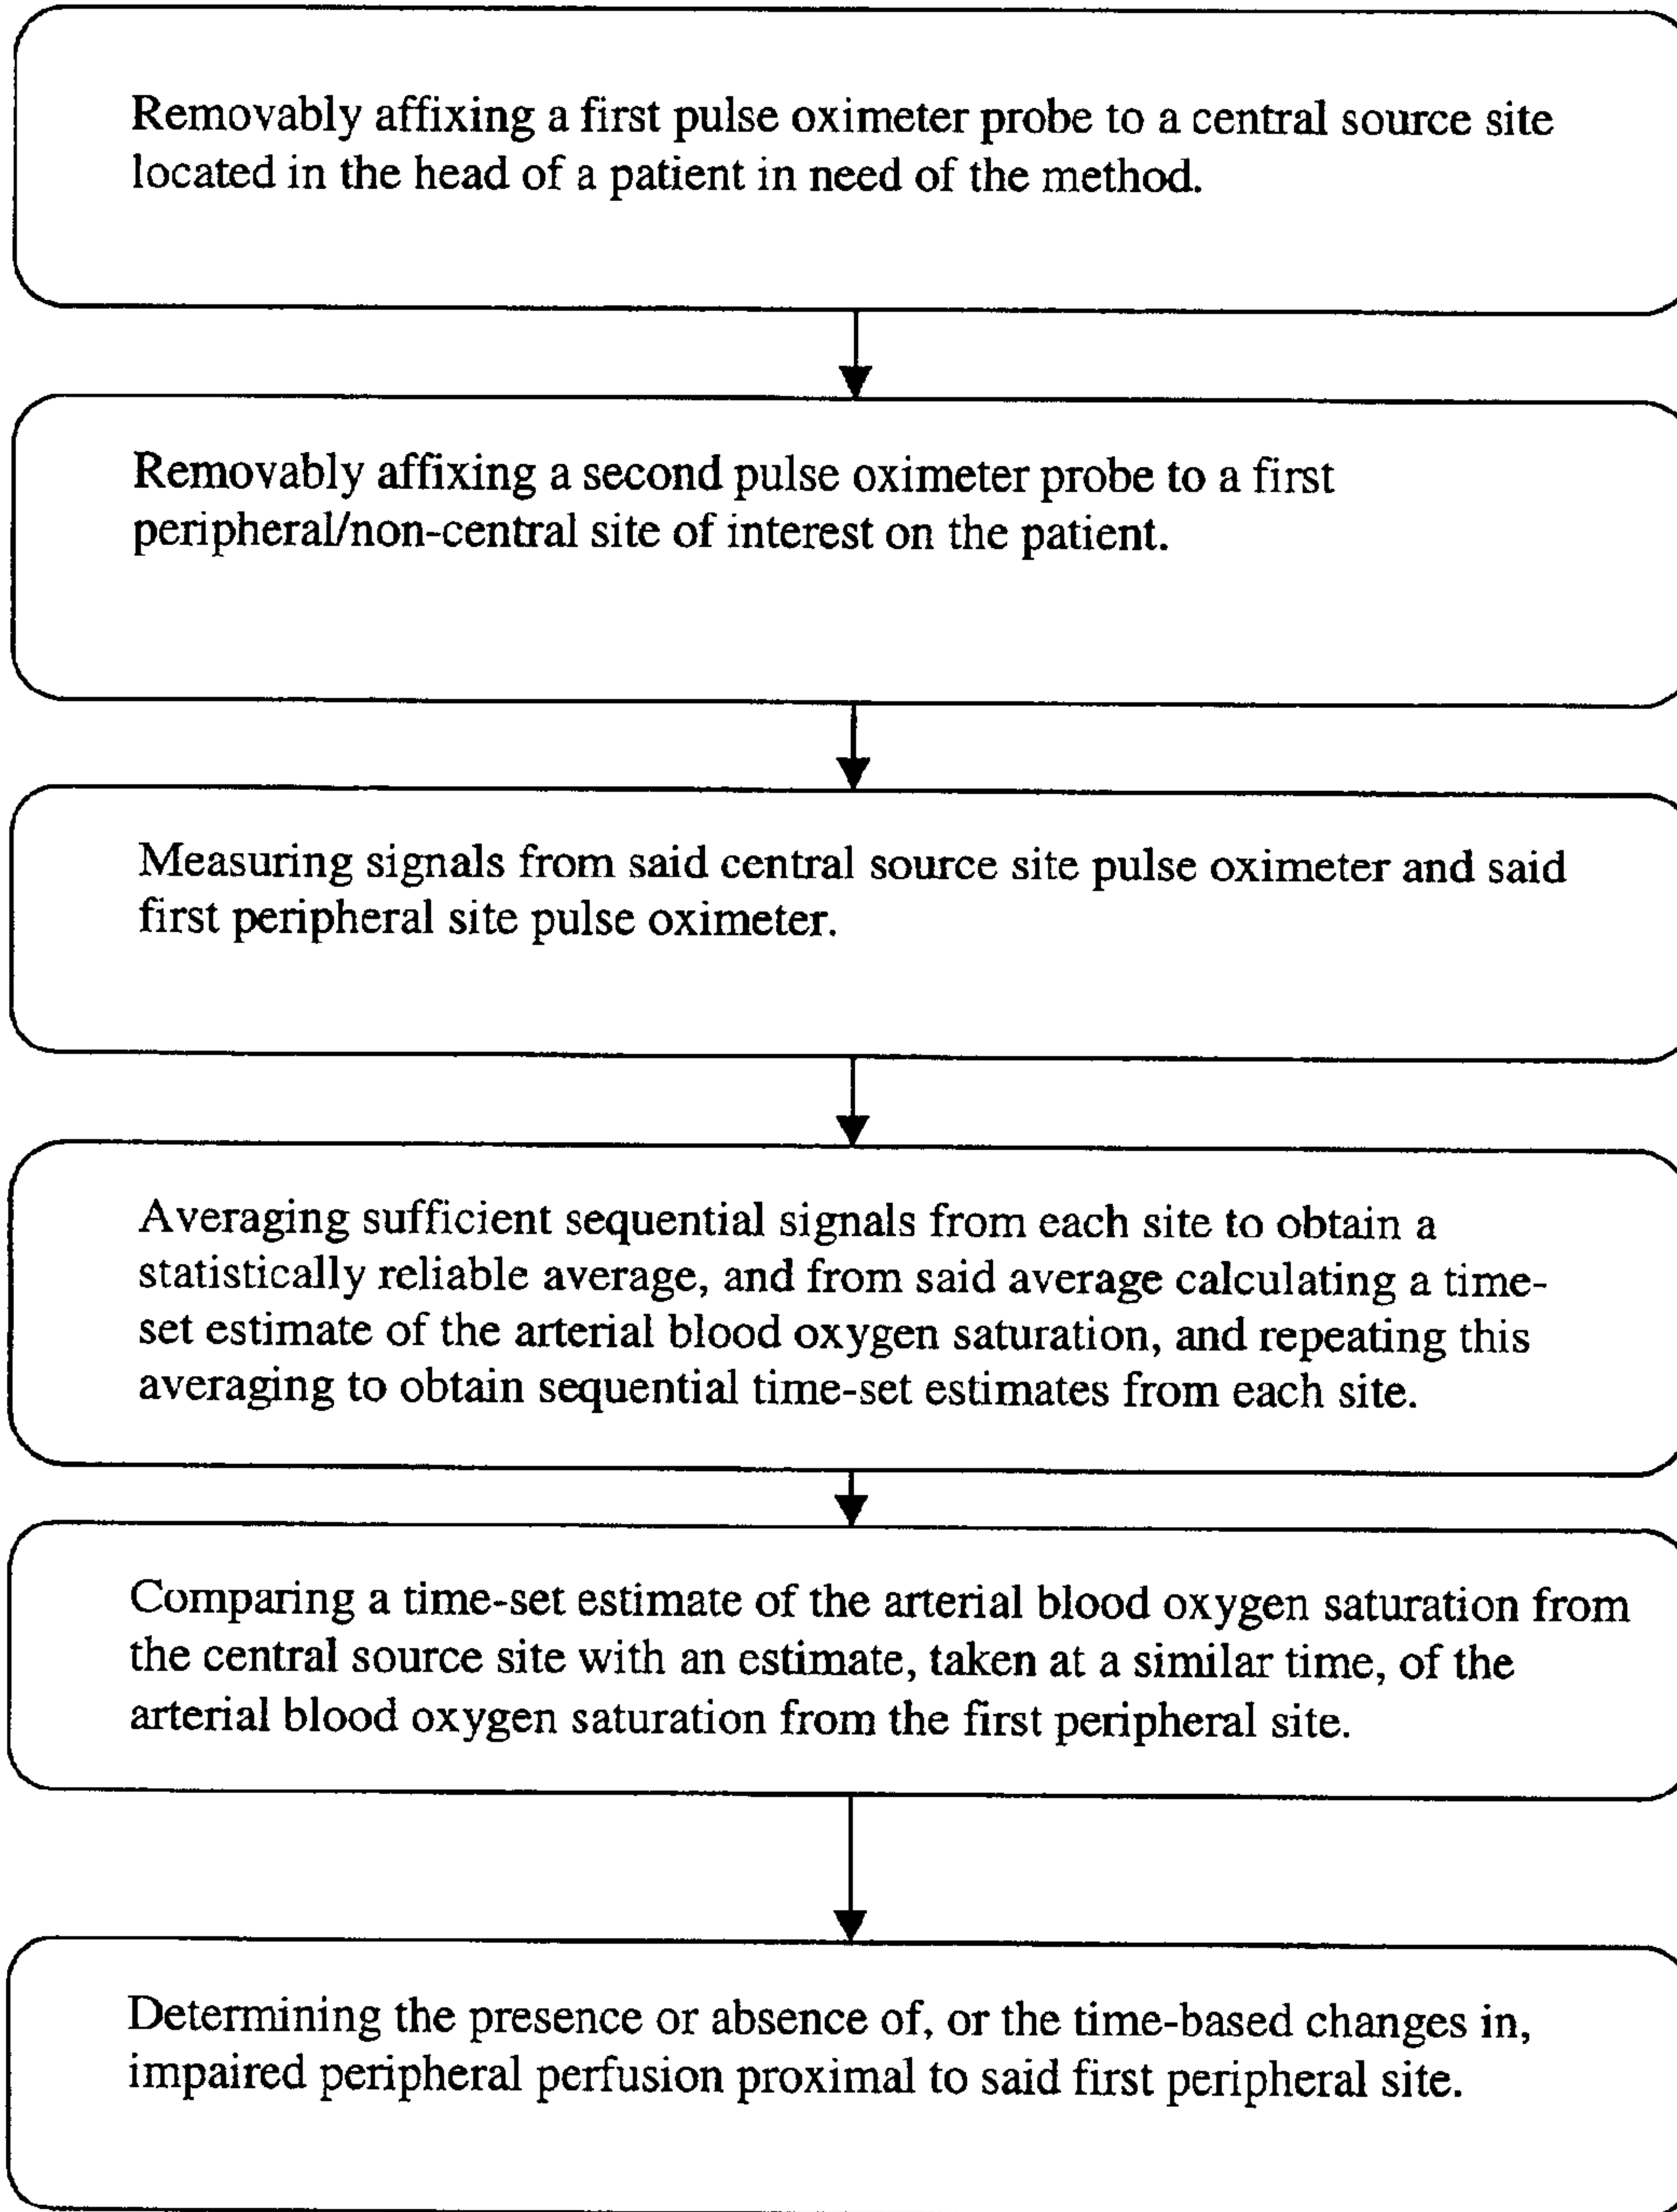 Removably affixing a first pulse oximeter probe to a central source site
located in the head of a patient in need of the method.
Removably affixing a second pulse oximeter probe to a first
peripheral/non-central site of interest on the patient.
Measuring signals from said central source site pulse oximeter and said
first peripheral site pulse oximeter.
Averaging sufficient sequential signals from each site to obtain a
statistically reliable average, and from said average calculating a time-
set estimate of the arterial blood oxygen saturation, and repeating this
averaging to obtain sequential time-set estimates from each site.
Comparing a time-set estimate of the arterial blood oxygen saturation from
the central source site with an estimate, taken at a similar time, of the
arterial blood oxygen saturation from the first peripheral site.
Determining the presence or absence of, or the time-based changes in,
impaired peripheral perfusion proximal to said first peripheral site.